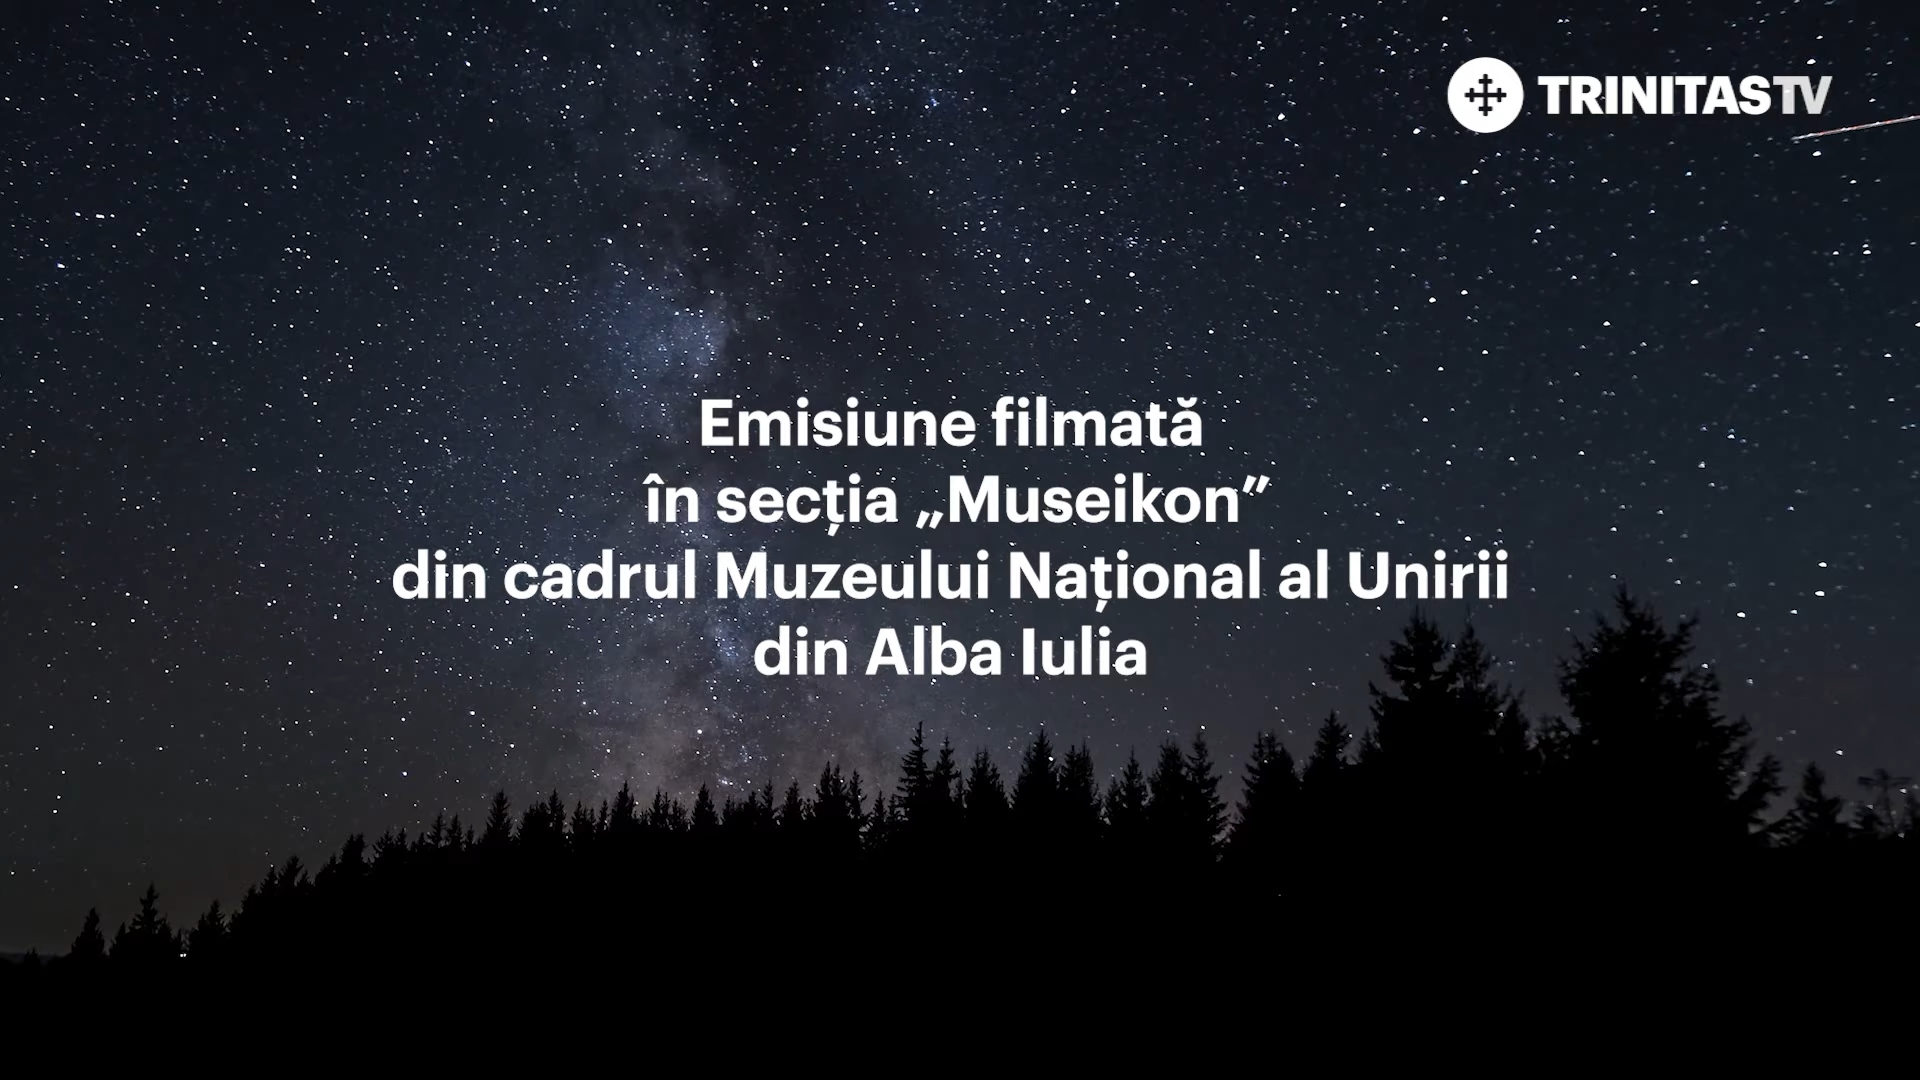 TRINITASTV
Emisiune filmată
în secția „Museikon”
din cadrul Muzeului Național al Unirii
din Alba Iulia